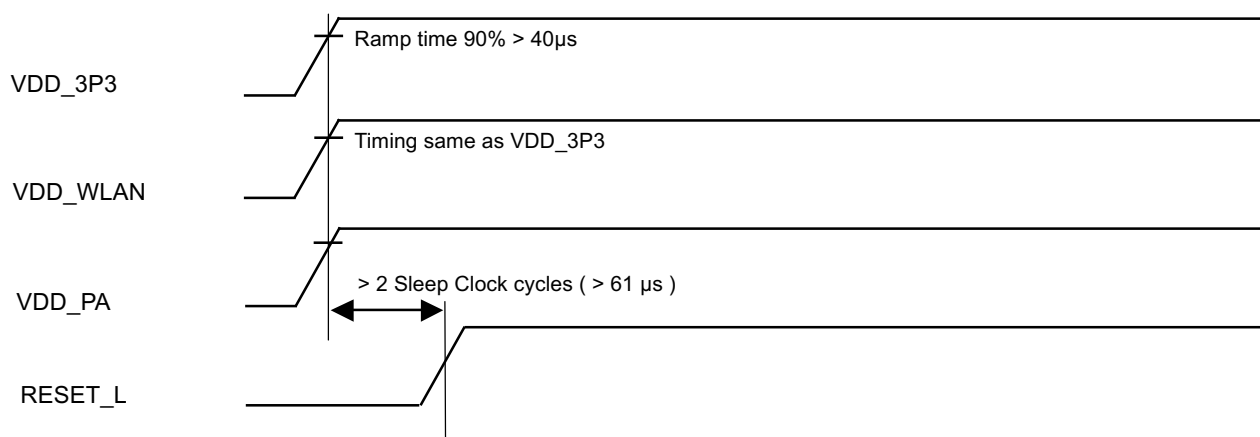 Ramp time 90% > 40µs
VDD_3P3
Timing same as VDD_3P3
VDD_WLAN
> 2 Sleep Clock cycles ( > 61 µs )
VDD_PA
RESET_L